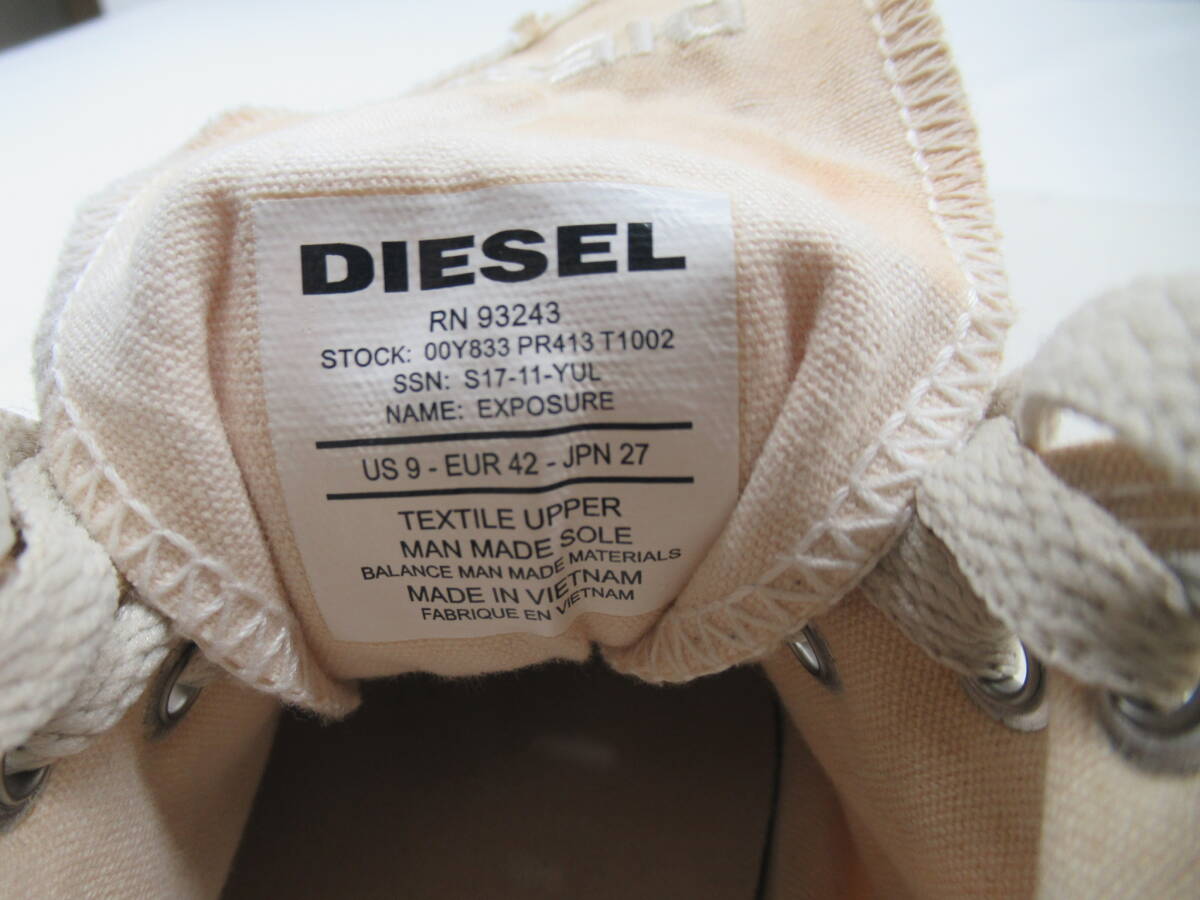 DIESEL
RN 93243
STOCK: 00Y833 PR413 T1002
SSN: S17-11-YUL
NAME: EXPOSURE
US 9 - EUR 42 - JPN 27
TEXTILE UPPER
MAN MADE SOLE
BALANCE MAN MADE MATERIALS
MADE IN VIETNAM
FABRIQUE EN VIETNAM